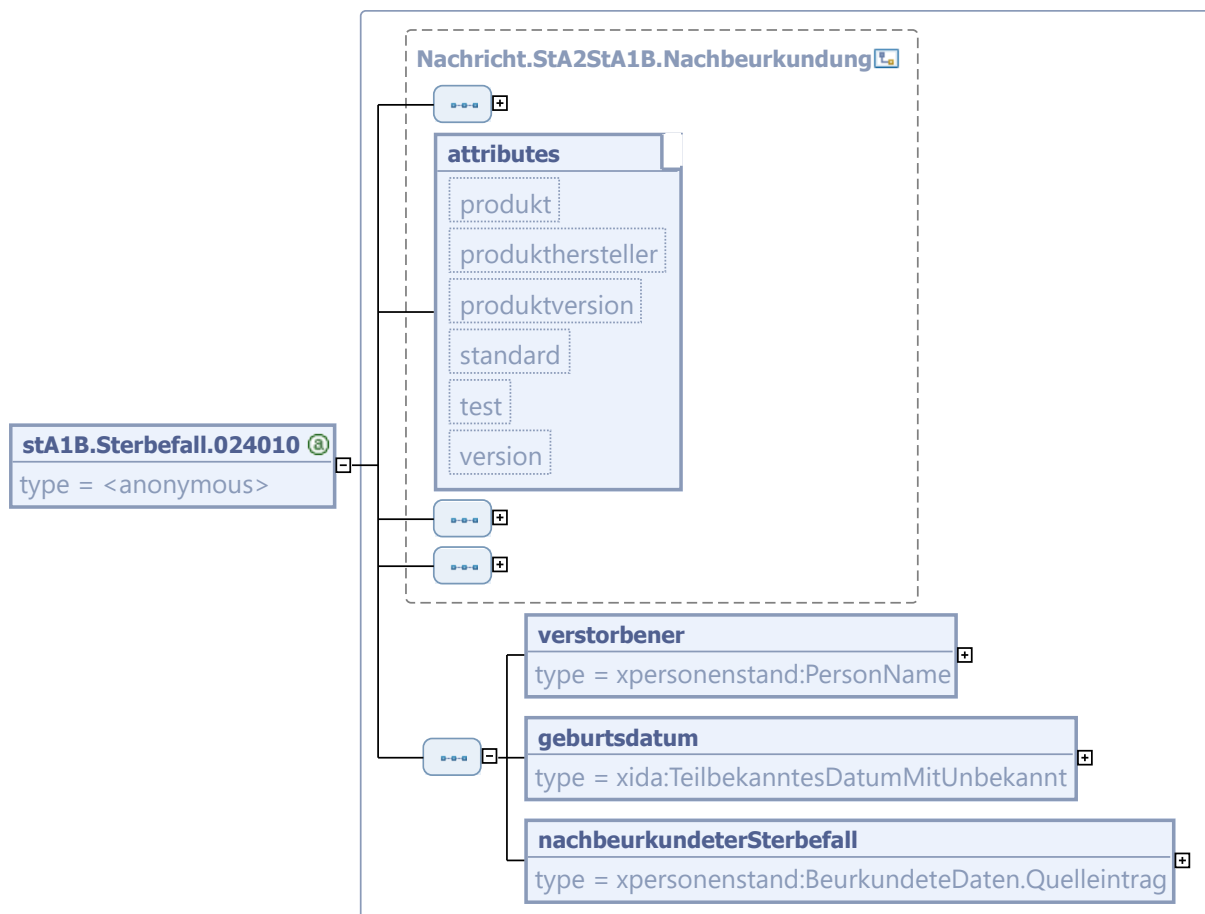 Nachricht.StA2StA1B.Nachbeurkundung
attributes
produkt
produkthersteller
produktversion
standard
test
version
stA1B.Sterbefall.024010 @
type = <anonymous>
verstorbener
type = xpersonenstand:PersonName
geburtsdatum
type = xida:TeilbekanntesDatumMitUnbekannt
nachbeurkundeterSterbefall
type = xpersonenstand:BeurkundeteDaten.Quelleintrag